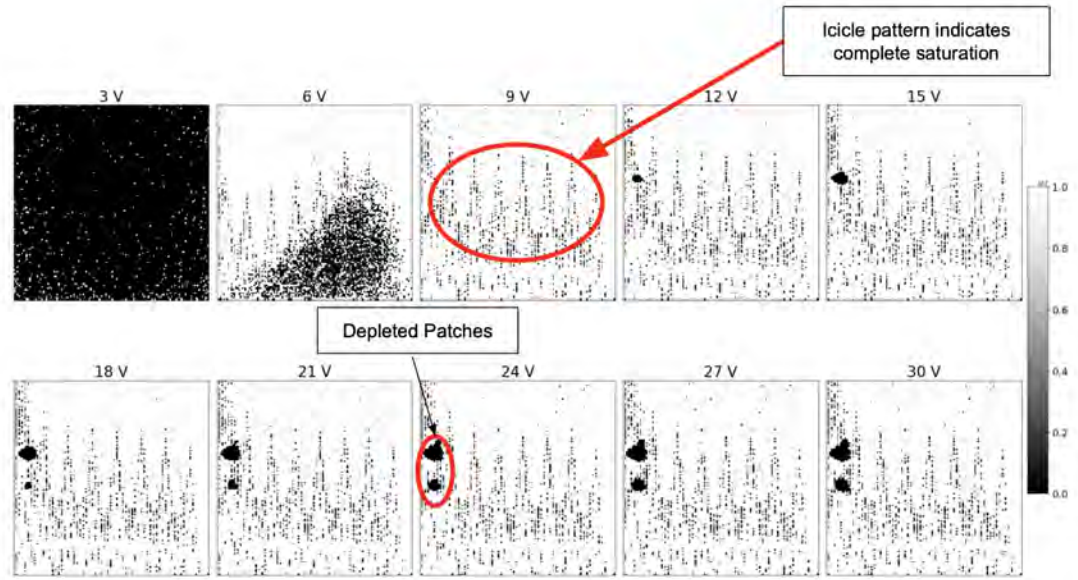 Icicle pattern indicates
complete saturation
3 V
6 V
9 V
12 V
15 V
1.0
0.8
0.6
0.4
0.2
0.0
Depleted Patches
18 V
21 V
24 V
27 V
30 V